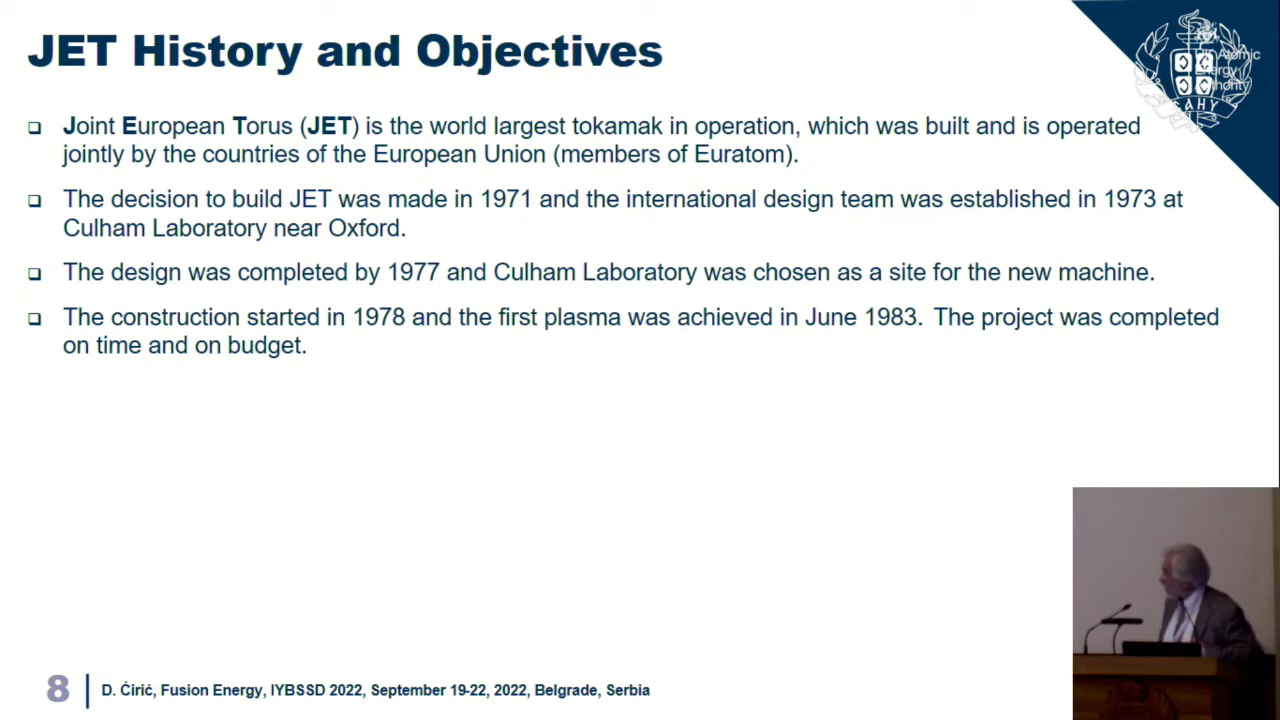 JET History and Objectives
Joint European Torus (JET) is the world largest tokamak in operation, which was built and is operated
jointly by the countries of the European Union (members of Euratom).
The decision to build JET was made in 1971 and the international design team was established in 1973 at
Culham Laboratory near Oxford.
The design was completed by 1977 and Culham Laboratory was chosen as a site for the new machine.
The construction started in 1978 and the first plasma was achieved in June 1983. The project was completed
on time and on budget.
UK Atomic
Energy
Authority
САНУ
8
D. Ćirić, Fusion Energy, IYBSSD 2022, September 19-22, 2022, Belgrade, Serbia